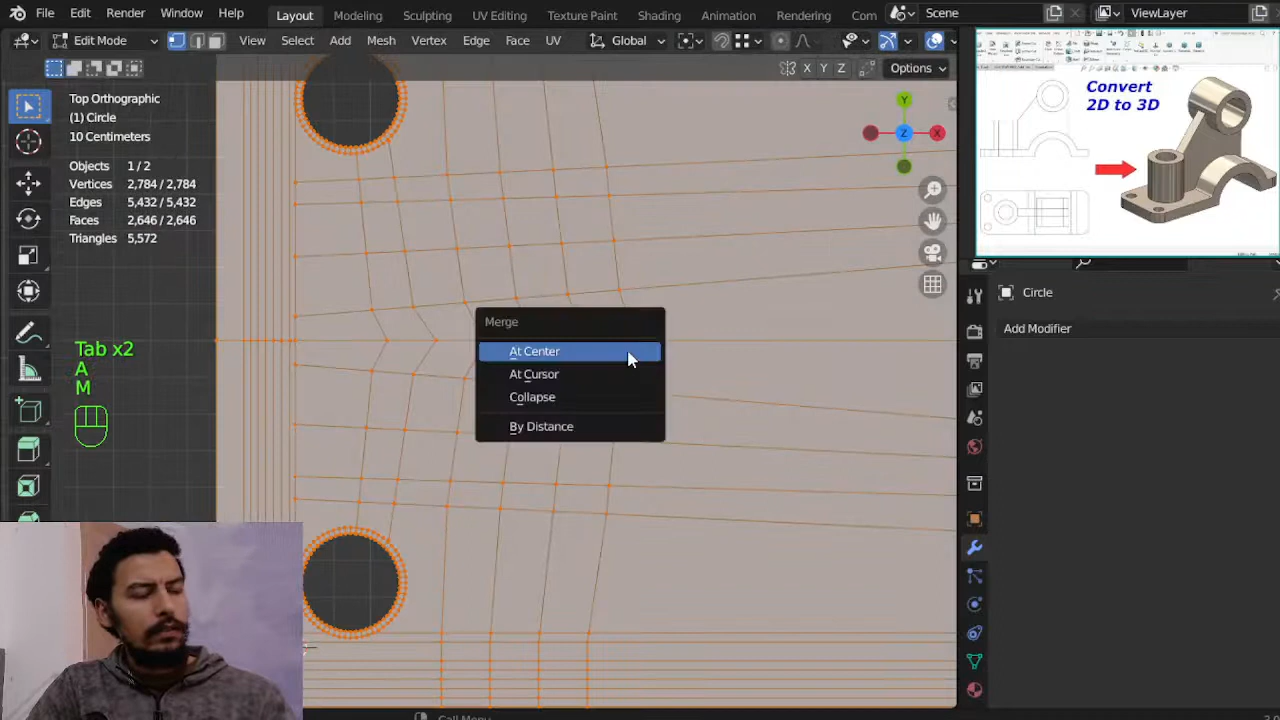 File Edit Render Window Help Layout Modeling Sculpting UV Editing Texture Paint Shading Animation Rendering Com Scene ViewLayer
Edit Mode View Select Add Mesh Vertex Edge Face UV Global
X Y Z Options
Top Orthographic
(1) Circle
10 Centimeters
Objects 1 / 2
Vertices 2,784 / 2,784
Edges 5,432 / 5,432
Faces 2,646 / 2,646
Triangles 5,572
Y
Z X
Convert
2D to 3D
Circle
Add Modifier
Tab x2
A
M
Merge
At Center
At Cursor
Collapse
By Distance